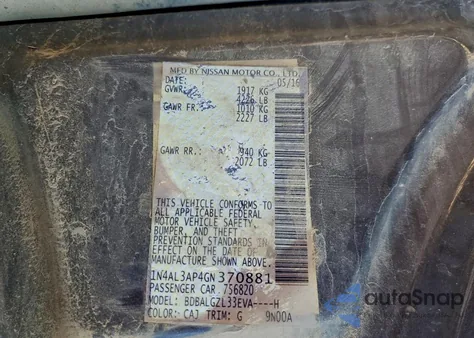 MFD BY NISSAN MOTOR CO., LTD.
DATE: 05/16
GVWR: 1917 KG
4226 LB
GAWR FR: 1010 KG
2227 LB
GAWR RR.: 940 KG
2072 LB
THIS VEHICLE CONFORMS TO
ALL APPLICABLE FEDERAL
MOTOR VEHICLE SAFETY,
BUMPER, AND THEFT
PREVENTION STANDARDS IN
EFFECT ON THE DATE OF
MANUFACTURE SHOWN ABOVE.
1N4AL3AP4GN370881
PASSENGER CAR 756820
MODEL: BDBALGZL33EVA----H
COLOR: CAJ TRIM: G 9N00A
autoSnap